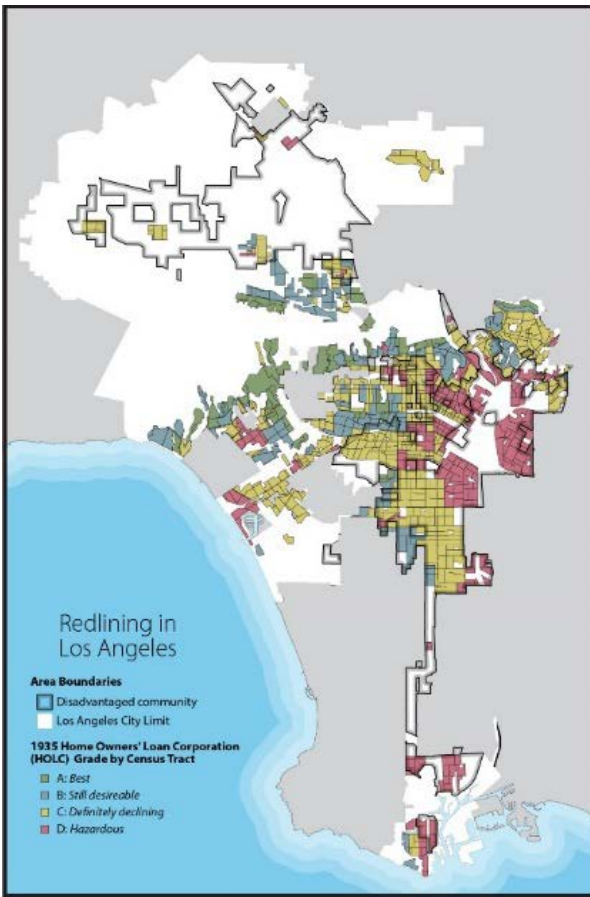 Redlining in
Los Angeles
Area Boundaries
Disadvantaged community
Los Angeles City Limit
1935 Home Owners' Loan Corporation
(HOLC) Grade by Census Tract
A: Best
B: Still desireable
C: Definitely declining
D: Hazardous